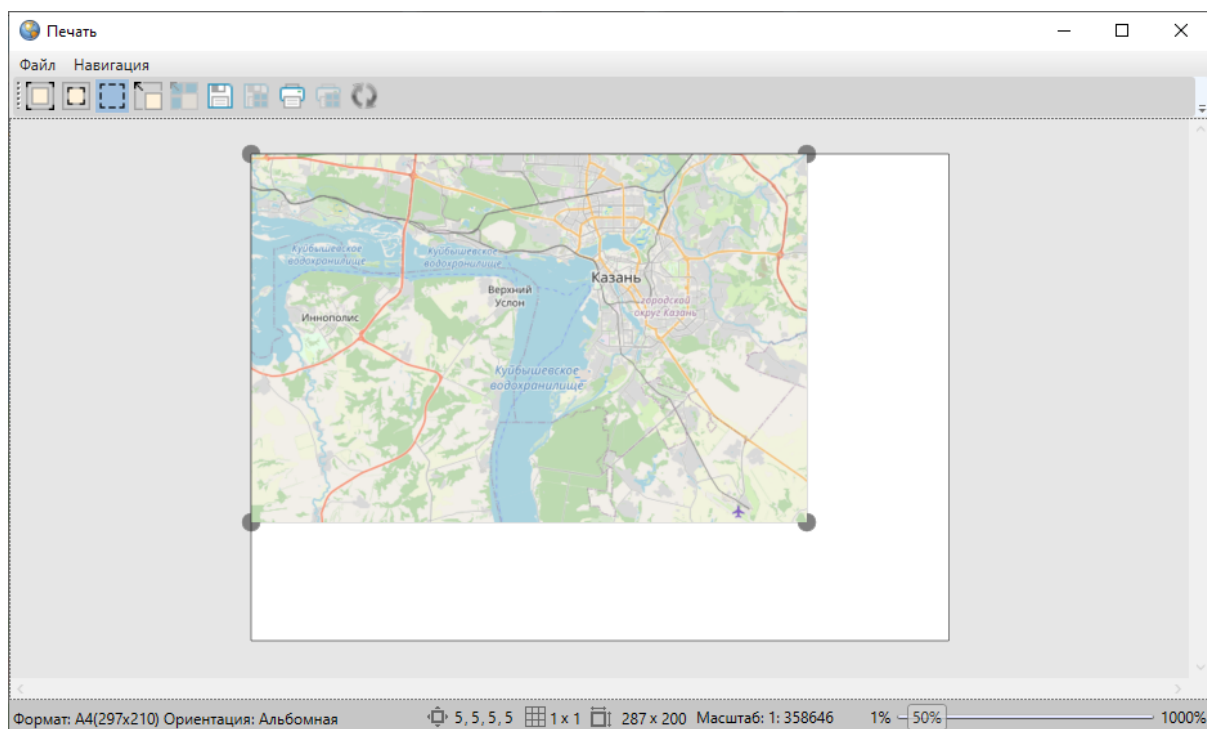 Печать
Файл Навигация
Куйбышевское
водохранилище
Куйбышевское
водохранилище
Казань
Верхний
Услон
городской
округ Казань
Иннополис
Куйбышевское
водохранилище
Формат: А4(297x210) Ориентация: Альбомная 5, 5, 5, 5 1 x 1 287 x 200 Масштаб: 1: 358646 1% 50% 1000%